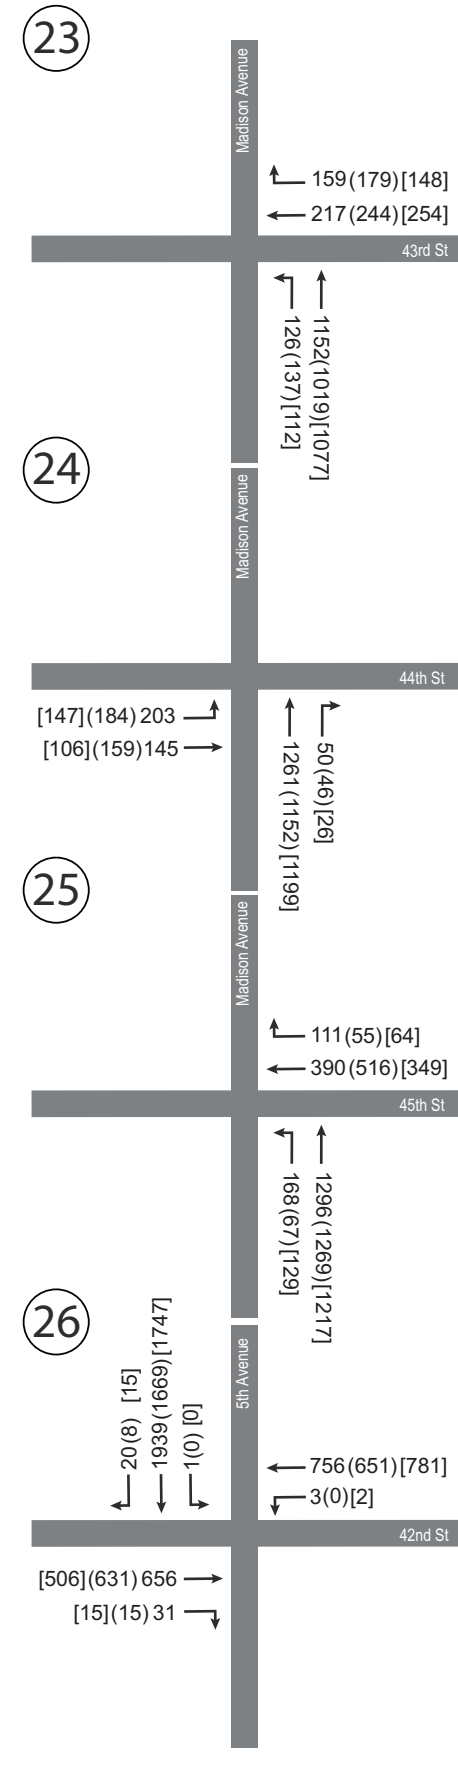 23
Madison Avenue
159(179)[148]
217(244)[254]
43rd St
126(137)[112]
1152(1019)[1077]
24
Madison Avenue
44th St
[147](184)203
[106](159)145
1261(1152)[1199]
50(46)[26]
25
Madison Avenue
111(55)[64]
390(516)[349]
45th St
168(67)[129]
1296(1269)[1217]
26
20(8) [15]
1939(1669)[1747]
1(0) [0]
5th Avenue
756(651)[781]
3(0)[2]
42nd St
[506](631)656
[15](15)31